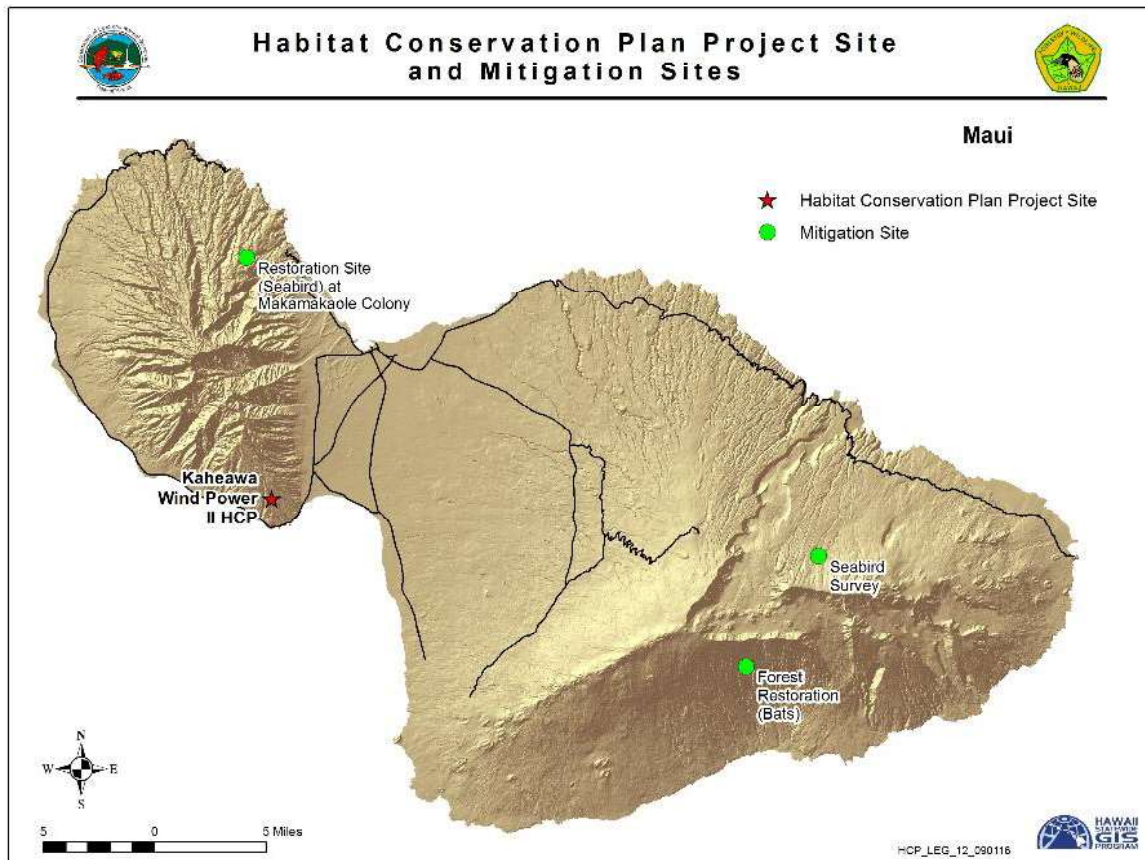 Habitat Conservation Plan Project Site
and Mitigation Sites
Maui
Habitat Conservation Plan Project Site
Mitigation Site
Restoration Site
(Seabird) at
Makamakaole Colony
Kaheawa
Wind Power
II HCP
Seabird
Survey
Forest
Restoration
(Bats)
N
W E
S
5 0 5 Miles
HCP_LEG_12_090116
HAWAII
STATEWIDE
GIS
PROGRAM